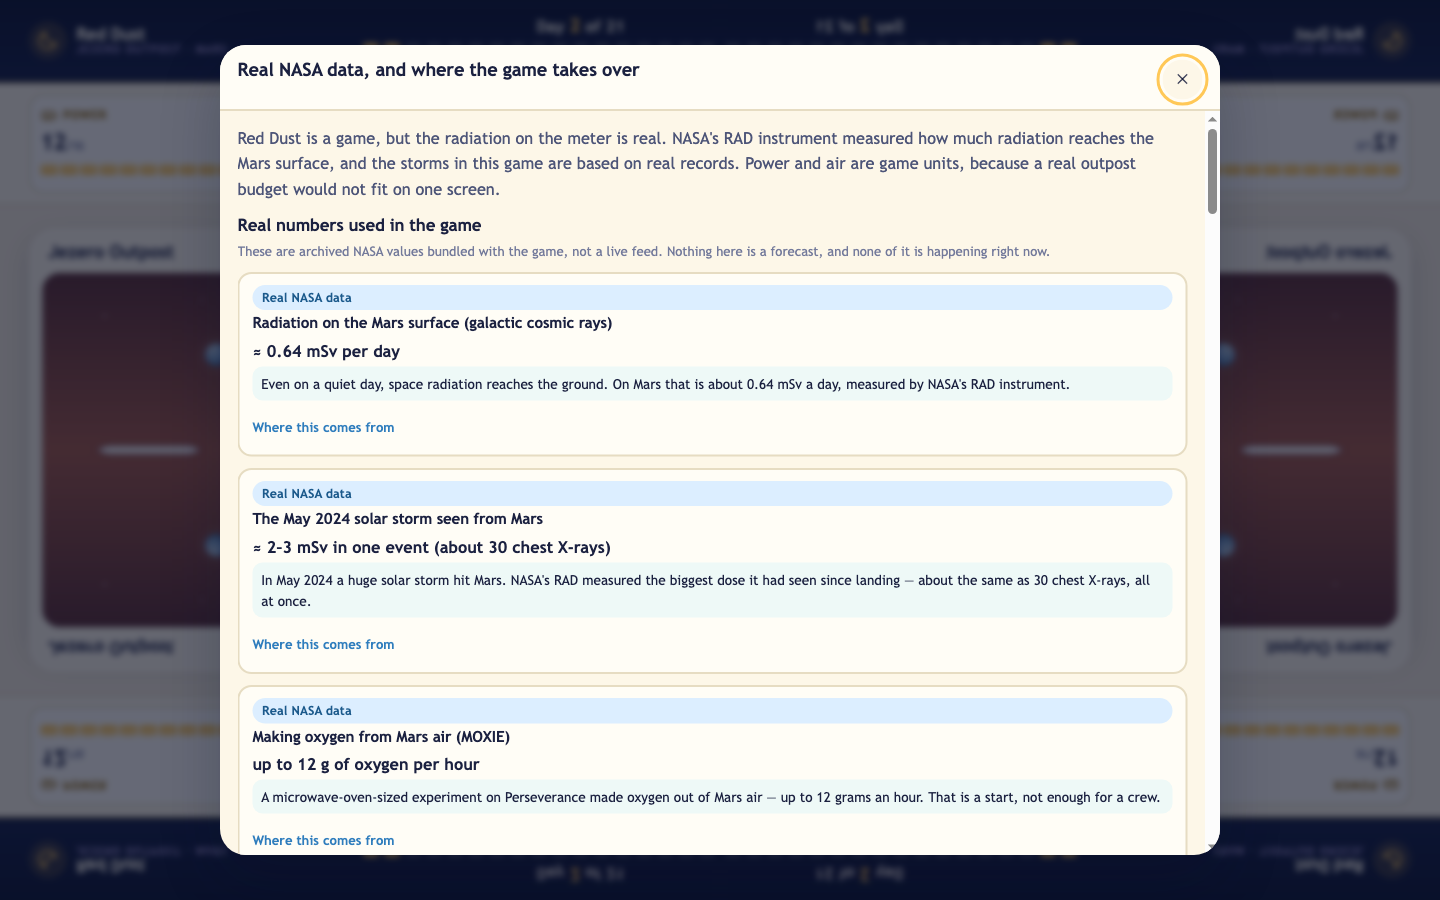 Red Dust
Day 2 of 21
POWER
12
Jezero Outpost
Real NASA data, and where the game takes over
×
Red Dust is a game, but the radiation on the meter is real. NASA's RAD instrument measured how much radiation reaches the
Mars surface, and the storms in this game are based on real records. Power and air are game units, because a real outpost
budget would not fit on one screen.
Real numbers used in the game
These are archived NASA values bundled with the game, not a live feed. Nothing here is a forecast, and none of it is happening right now.
Real NASA data
Radiation on the Mars surface (galactic cosmic rays)
≈ 0.64 mSv per day
Even on a quiet day, space radiation reaches the ground. On Mars that is about 0.64 mSv a day, measured by NASA's RAD instrument.
Where this comes from
Real NASA data
The May 2024 solar storm seen from Mars
≈ 2–3 mSv in one event (about 30 chest X-rays)
In May 2024 a huge solar storm hit Mars. NASA's RAD measured the biggest dose it had seen since landing — about the same as 30 chest X-rays, all
at once.
Where this comes from
Real NASA data
Making oxygen from Mars air (MOXIE)
up to 12 g of oxygen per hour
A microwave-oven-sized experiment on Perseverance made oxygen out of Mars air — up to 12 grams an hour. That is a start, not enough for a crew.
Where this comes from